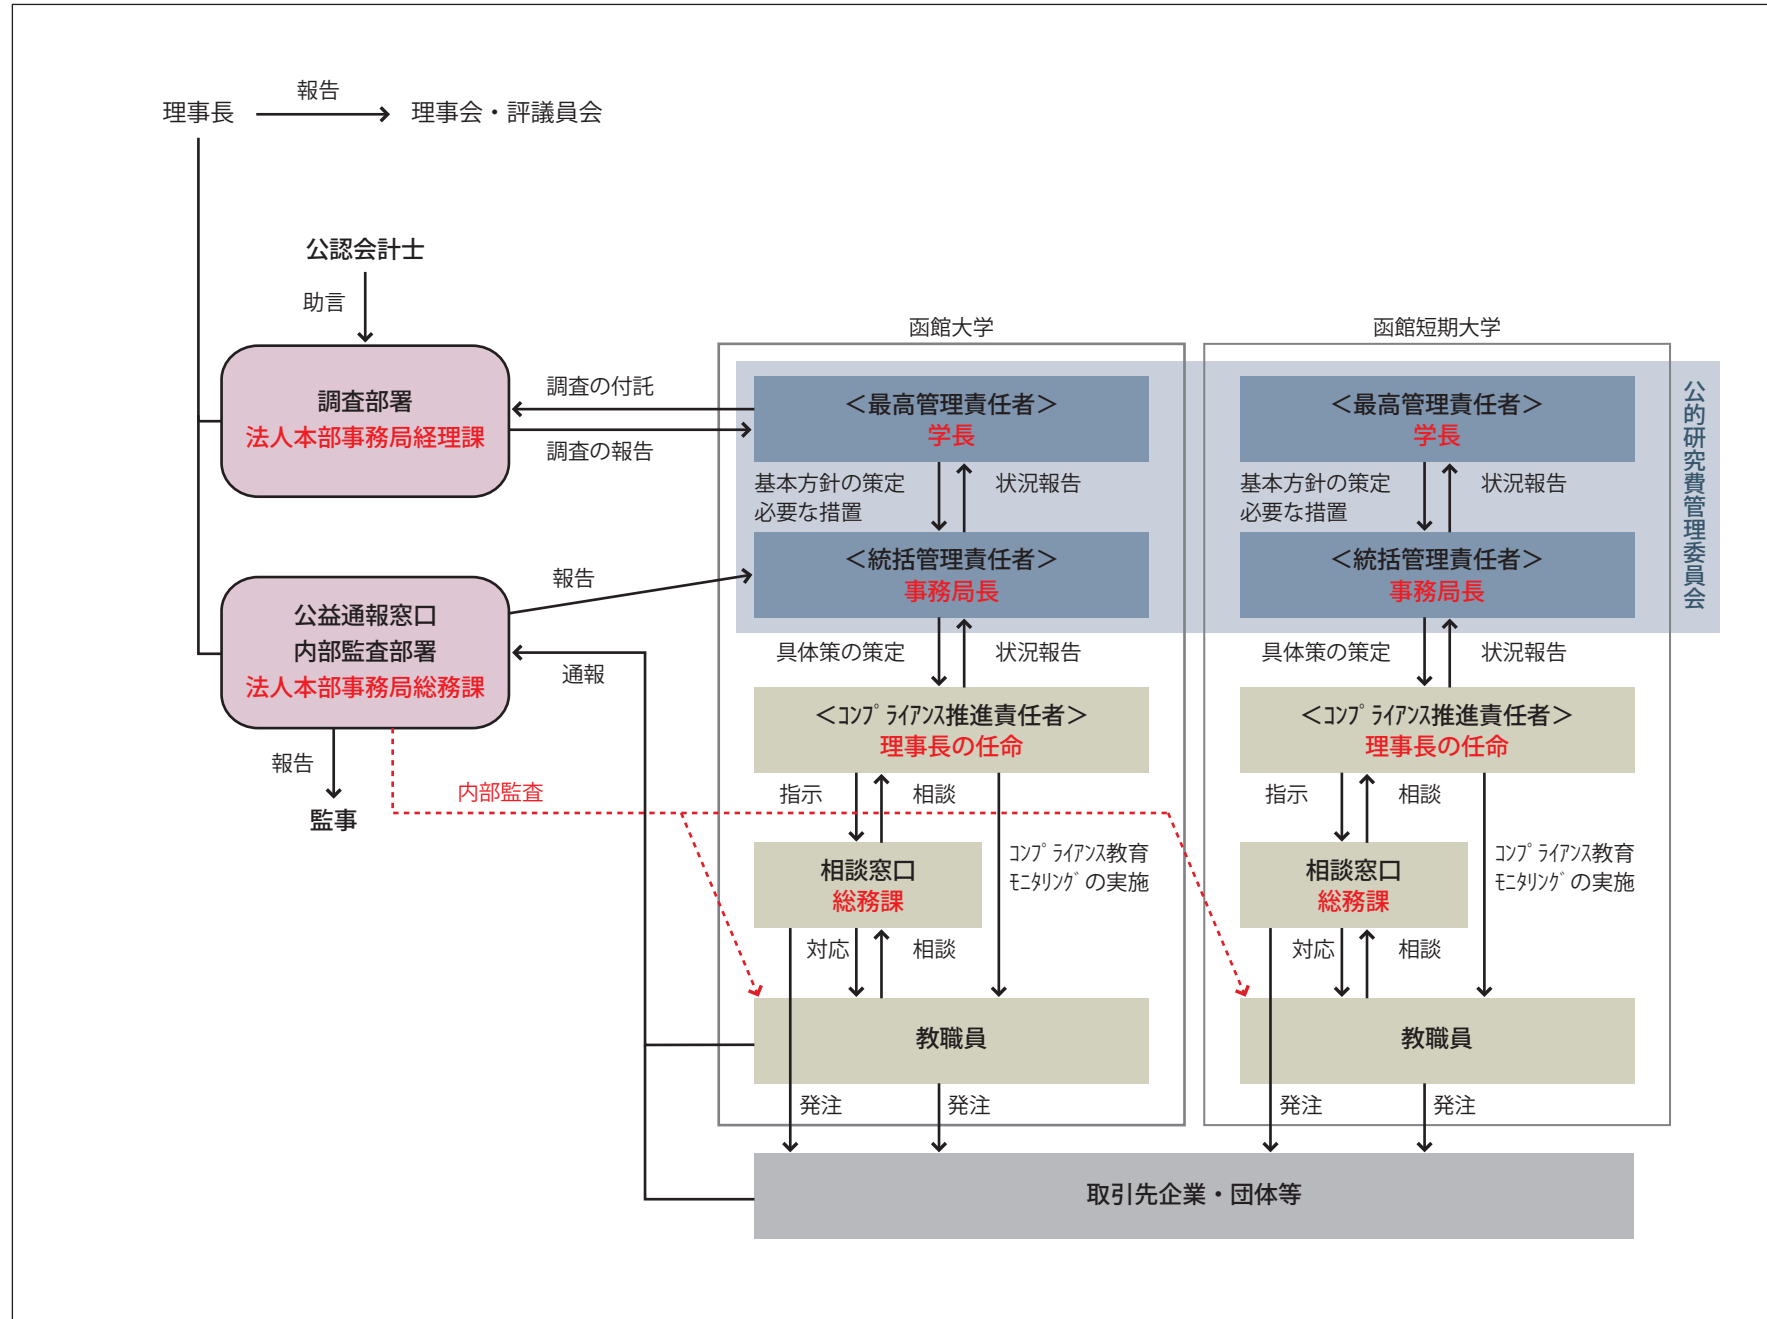 報告
理事長
理事会・評議員会
公認会計士
助言
調査部署
法人本部事務局経理課
調査の付託
調査の報告
公益通報窓口
内部監査部署
法人本部事務局総務課
報告
通報
報告
監事
内部監査
函館大学
＜最高管理責任者＞
学長
基本方針の策定
必要な措置
状況報告
＜統括管理責任者＞
事務局長
具体策の策定
状況報告
＜ｺﾝﾌﾟﾗｲｱﾝｽ推進責任者＞
理事長の任命
指示
相談
相談窓口
総務課
ｺﾝﾌﾟﾗｲｱﾝｽ教育
ﾓﾆﾀﾘﾝｸﾞの実施
対応
相談
教職員
発注
発注
函館短期大学
＜最高管理責任者＞
学長
基本方針の策定
必要な措置
状況報告
＜統括管理責任者＞
事務局長
具体策の策定
状況報告
＜ｺﾝﾌﾟﾗｲｱﾝｽ推進責任者＞
理事長の任命
指示
相談
相談窓口
総務課
ｺﾝﾌﾟﾗｲｱﾝｽ教育
ﾓﾆﾀﾘﾝｸﾞの実施
対応
相談
教職員
発注
発注
公的研究費管理委員会
取引先企業・団体等